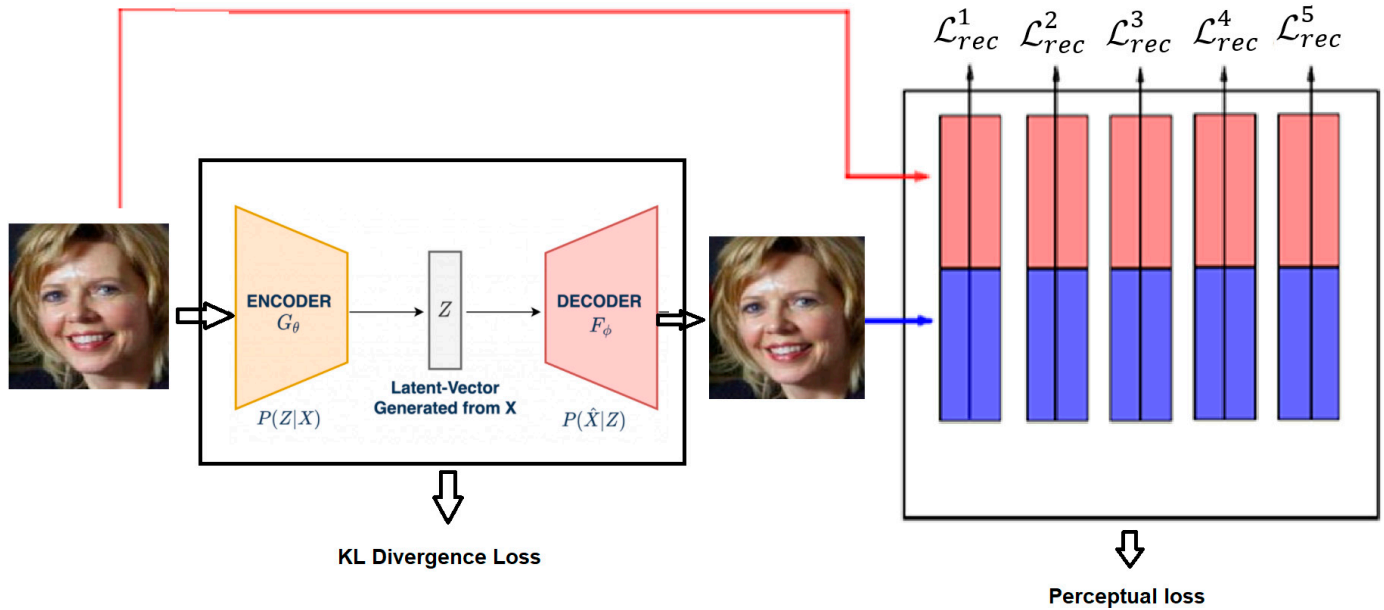 ℒ¹rec ℒ²rec ℒ³rec ℒ⁴rec ℒ⁵rec
ENCODER
Gθ
Z
DECODER
Fϕ
Latent-Vector
Generated from X
P(Z|X)
P(X̂|Z)
KL Divergence Loss
Perceptual loss